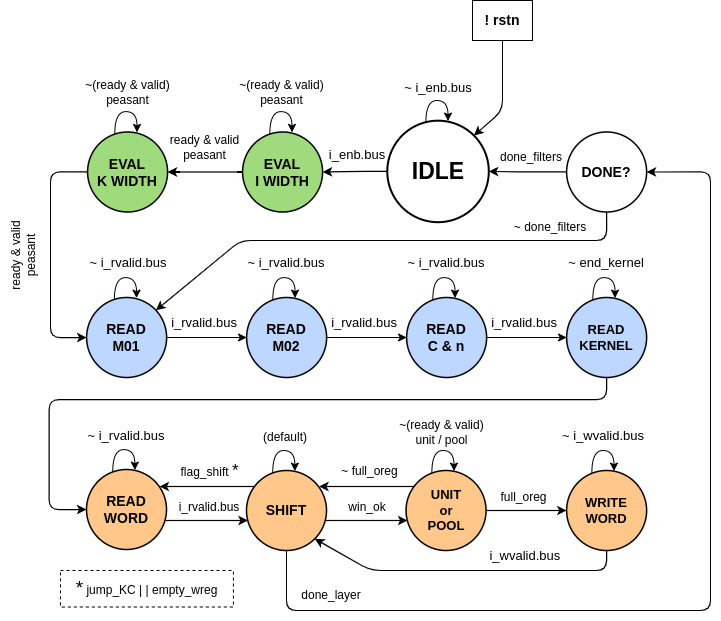 ! rstn
~(ready & valid)
peasant
~(ready & valid)
peasant
~ i_enb.bus
EVAL
K WIDTH
ready & valid
peasant
EVAL
I WIDTH
i_enb.bus
IDLE
done_filters
DONE?
~ done_filters
ready & valid
peasant
~ i_rvalid.bus
~ i_rvalid.bus
~ i_rvalid.bus
~ end_kernel
READ
M01
i_rvalid.bus
READ
M02
i_rvalid.bus
READ
C & n
i_rvalid.bus
READ
KERNEL
~ i_rvalid.bus
(default)
~(ready & valid)
unit / pool
~ i_wvalid.bus
READ
WORD
flag_shift *
i_rvalid.bus
SHIFT
~ full_oreg
win_ok
UNIT
or
POOL
full_oreg
WRITE
WORD
i_wvalid.bus
* jump_KC | | empty_wreg
done_layer